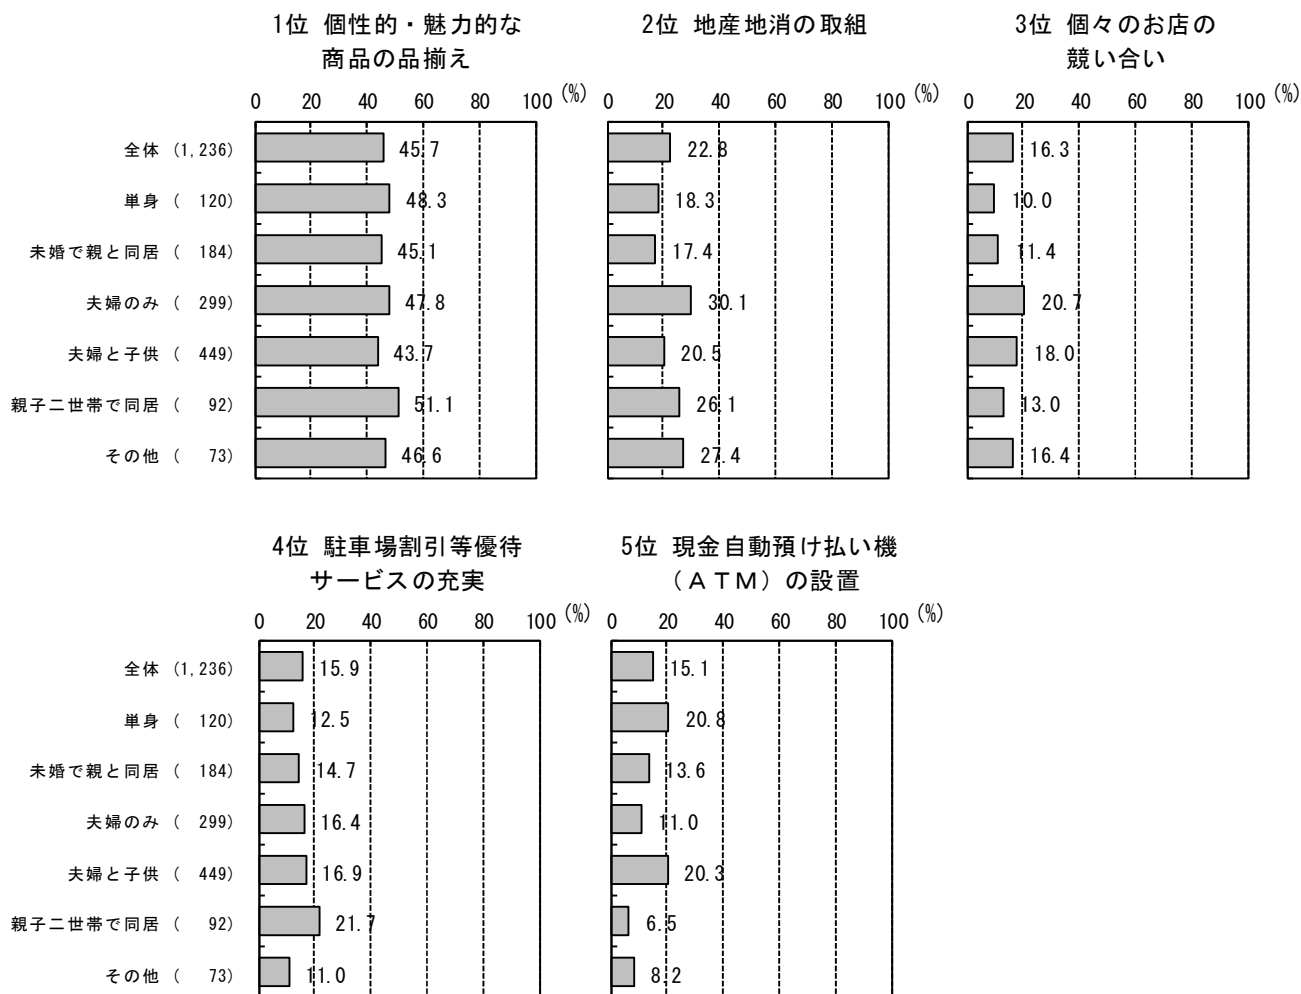 1位 個性的・魅力的な
商品の品揃え
2位 地産地消の取組
3位 個々のお店の
競い合い
0 20 40 60 80 100 (%)
0 20 40 60 80 100 (%)
0 20 40 60 80 100 (%)
全体 (1,236) 45.7 22.8 16.3
単身 ( 120) 48.3 18.3 10.0
未婚で親と同居 ( 184) 45.1 17.4 11.4
夫婦のみ ( 299) 47.8 30.1 20.7
夫婦と子供 ( 449) 43.7 20.5 18.0
親子二世帯で同居 ( 92) 51.1 26.1 13.0
その他 ( 73) 46.6 27.4 16.4
4位 駐車場割引等優待
サービスの充実
5位 現金自動預け払い機
(ATM)の設置
0 20 40 60 80 100 (%)
0 20 40 60 80 100 (%)
全体 (1,236) 15.9 15.1
単身 ( 120) 12.5 20.8
未婚で親と同居 ( 184) 14.7 13.6
夫婦のみ ( 299) 16.4 11.0
夫婦と子供 ( 449) 16.9 20.3
親子二世帯で同居 ( 92) 21.7 6.5
その他 ( 73) 11.0 8.2